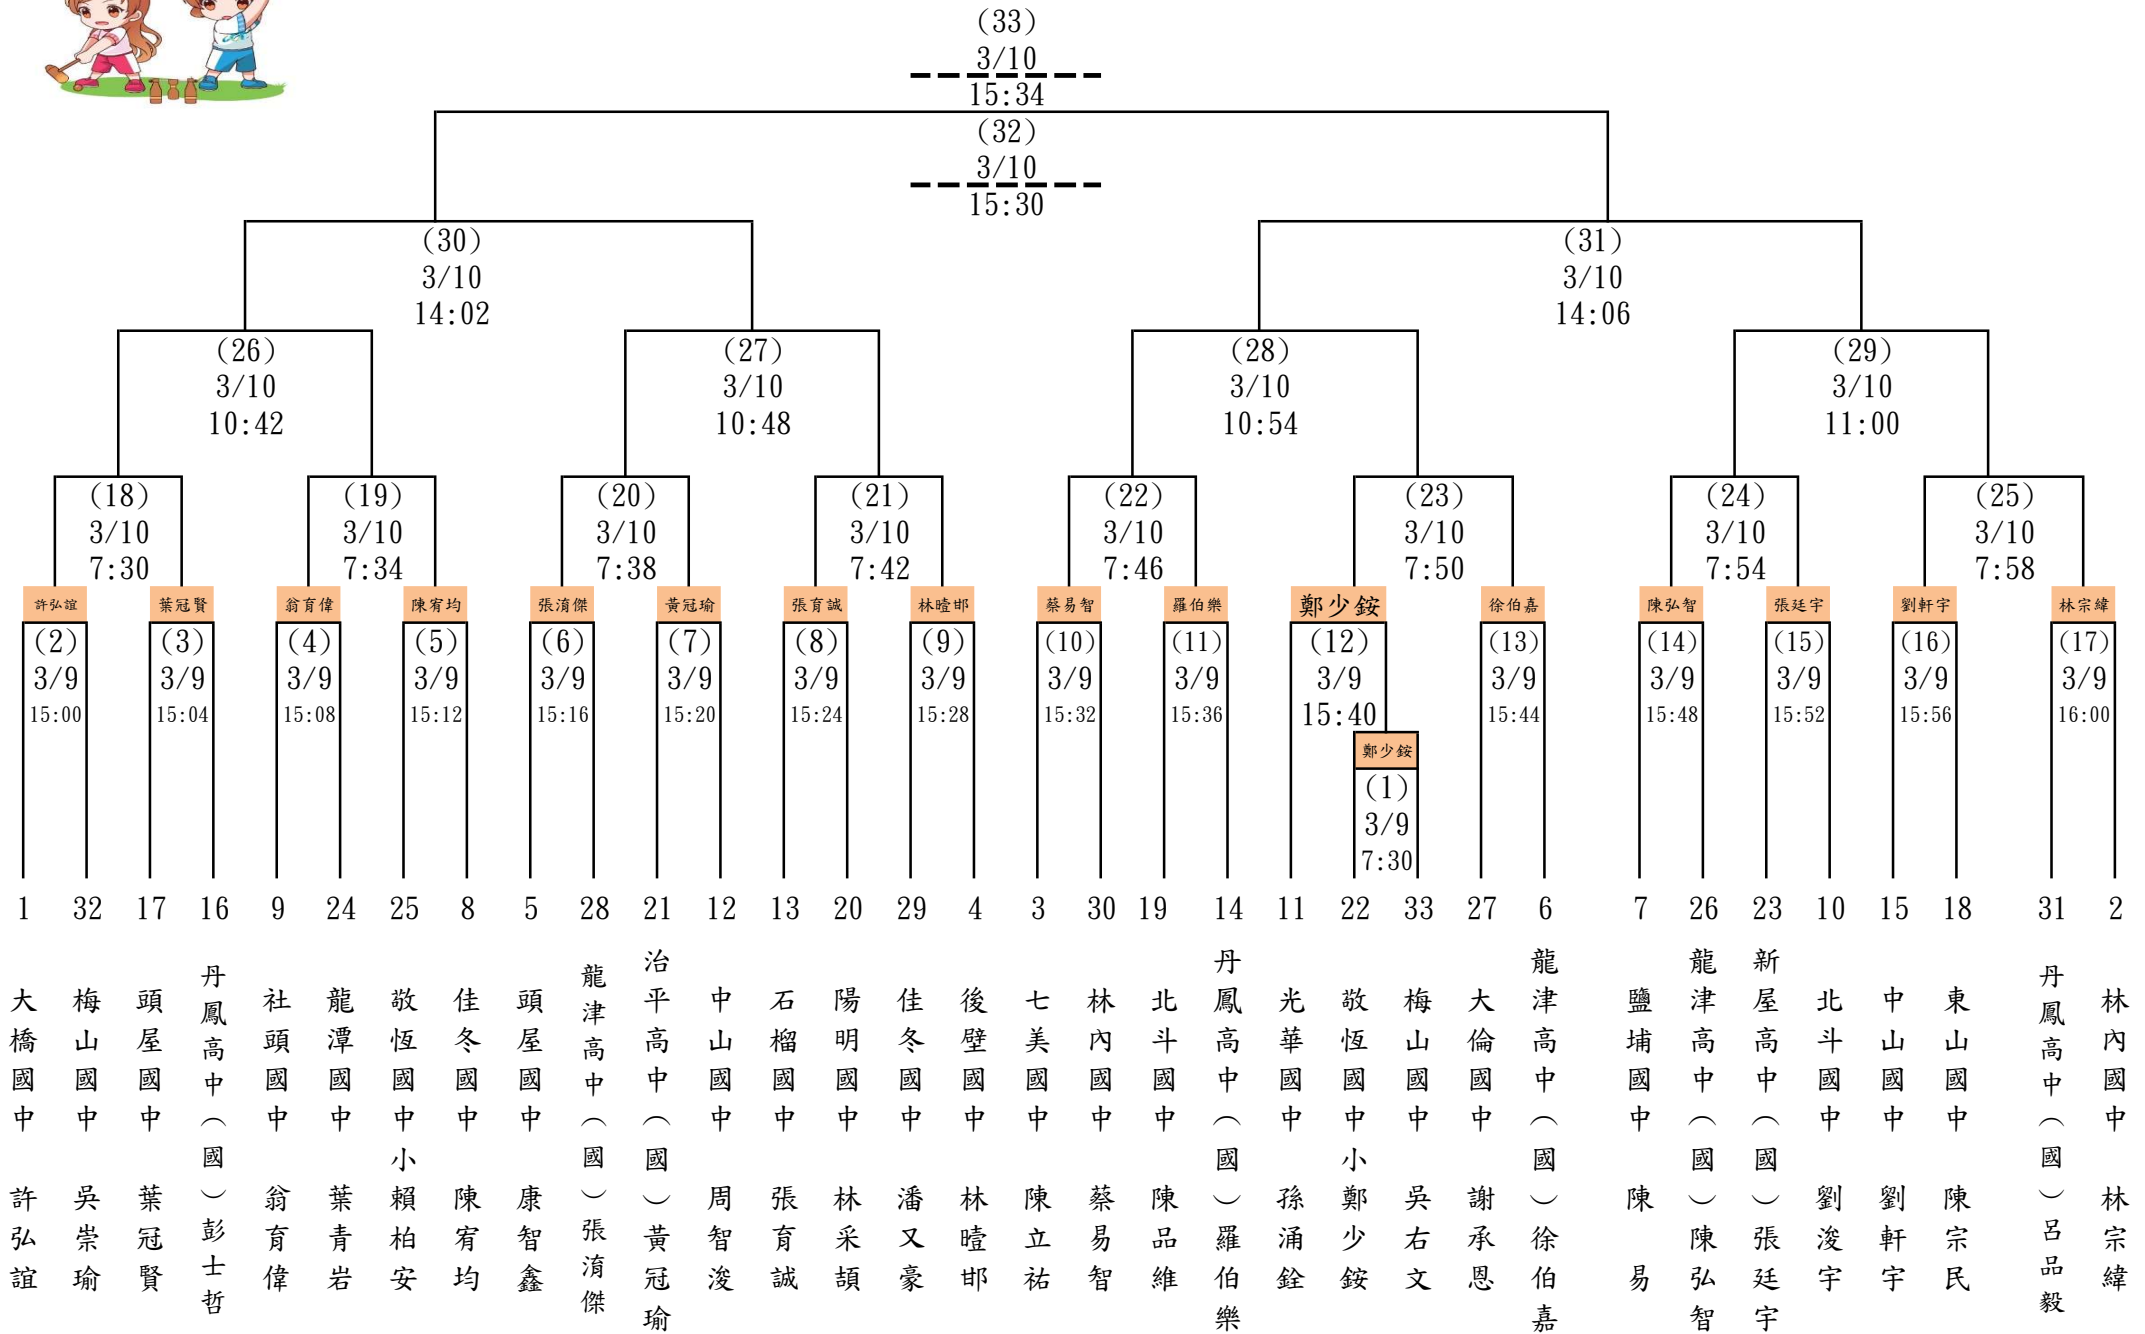 (33)
3/10
15:34
(32)
3/10
15:30
(30)
3/10
14:02
(31)
3/10
14:06
(26)
3/10
10:42
(27)
3/10
10:48
(28)
3/10
10:54
(29)
3/10
11:00
(18)
3/10
7:30
(19)
3/10
7:34
(20)
3/10
7:38
(21)
3/10
7:42
(22)
3/10
7:46
(23)
3/10
7:50
(24)
3/10
7:54
(25)
3/10
7:58
許弘誼
(2)
3/9
15:00
葉冠賢
(3)
3/9
15:04
翁育偉
(4)
3/9
15:08
陳宥均
(5)
3/9
15:12
張淯傑
(6)
3/9
15:16
黃冠瑜
(7)
3/9
15:20
張育誠
(8)
3/9
15:24
林曀邯
(9)
3/9
15:28
蔡易智
(10)
3/9
15:32
羅伯樂
(11)
3/9
15:36
鄭少銨
(12)
3/9
15:40
徐伯嘉
(13)
3/9
15:44
陳弘智
(14)
3/9
15:48
張廷宇
(15)
3/9
15:52
劉軒宇
(16)
3/9
15:56
林宗緯
(17)
3/9
16:00
鄭少銨
(1)
3/9
7:30
1 大橋國中 許弘誼
32 梅山國中 吳崇瑜
17 頭屋國中 葉冠賢
16 丹鳳高中（國）彭士哲
9 社頭國中 翁育偉
24 龍潭國中 葉青岩
25 敬恆國中小 賴柏安
8 佳冬國中 陳宥均
5 頭屋國中 康智鑫
28 龍津高中（國）張淯傑
21 治平高中（國）黃冠瑜
12 中山國中 周智浚
13 石榴國中 張育誠
20 陽明國中 林采頡
29 佳冬國中 潘又豪
4 後壁國中 林曀邯
3 七美國中 陳立祐
30 林內國中 蔡易智
19 北斗國中 陳品維
14 丹鳳高中（國）羅伯樂
11 光華國中 孫涌銓
22 敬恆國中小 鄭少銨
33 梅山國中 吳右文
27 大倫國中 謝承恩
6 龍津高中（國）徐伯嘉
7 鹽埔國中 陳易
26 龍津高中（國）陳弘智
23 新屋高中（國）張廷宇
10 北斗國中 劉浚宇
15 中山國中 劉軒宇
18 東山國中 陳宗民
31 丹鳳高中（國）呂品毅
2 林內國中 林宗緯